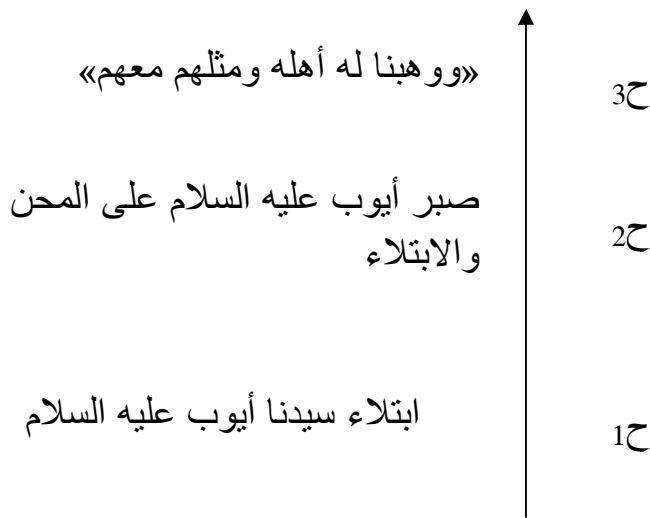 «ووهبنا له أهله ومثلهم معهم»
ح3
صبر أيوب عليه السلام على المحن
والابتلاء
ح2
ابتلاء سيدنا أيوب عليه السلام
ح1